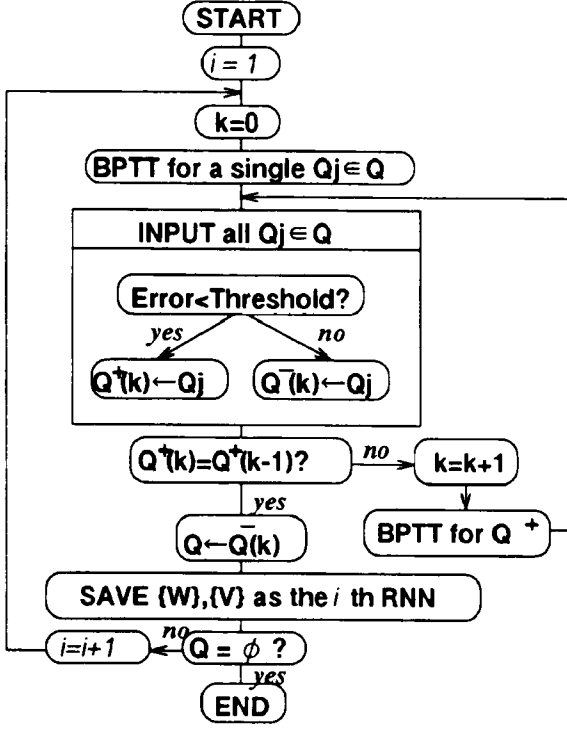 START
i = 1
k=0
BPTT for a single Qj∈Q
INPUT all Qj∈Q
Error<Threshold?
yes
no
Q⁺(k)←Qj
Q⁻(k)←Qj
Q⁺(k)=Q⁺(k-1)?
no
k=k+1
yes
BPTT for Q ⁺
Q←Q⁻(k)
SAVE {W},{V} as the i th RNN
i=i+1
no
Q = ϕ ?
yes
END